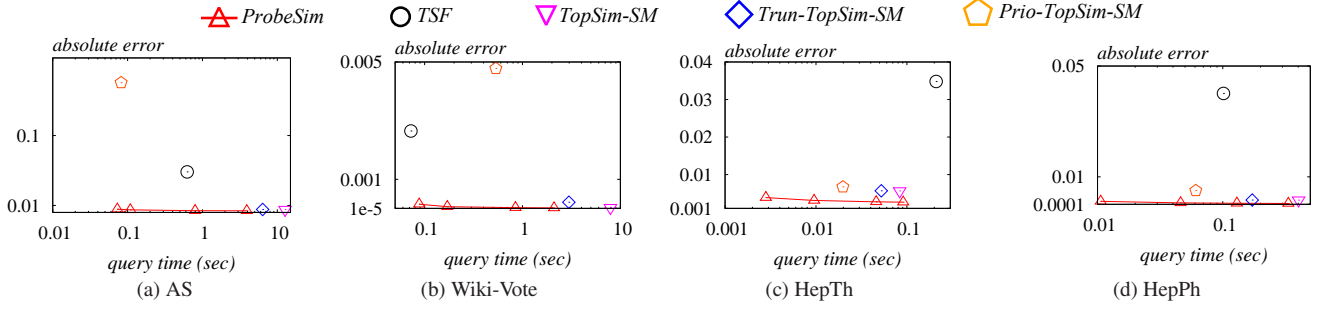 ProbeSim TSF TopSim-SM Trun-TopSim-SM Prio-TopSim-SM
absolute error
0.1
0.01
0.01 0.1 1 10
query time (sec)
(a) AS
absolute error
0.005
0.001
1e-5
0.1 1 10
query time (sec)
(b) Wiki-Vote
absolute error
0.04
0.03
0.02
0.01
0.001
0.001 0.01 0.1
query time (sec)
(c) HepTh
absolute error
0.05
0.01
0.0001
0.01 0.1
query time (sec)
(d) HepPh